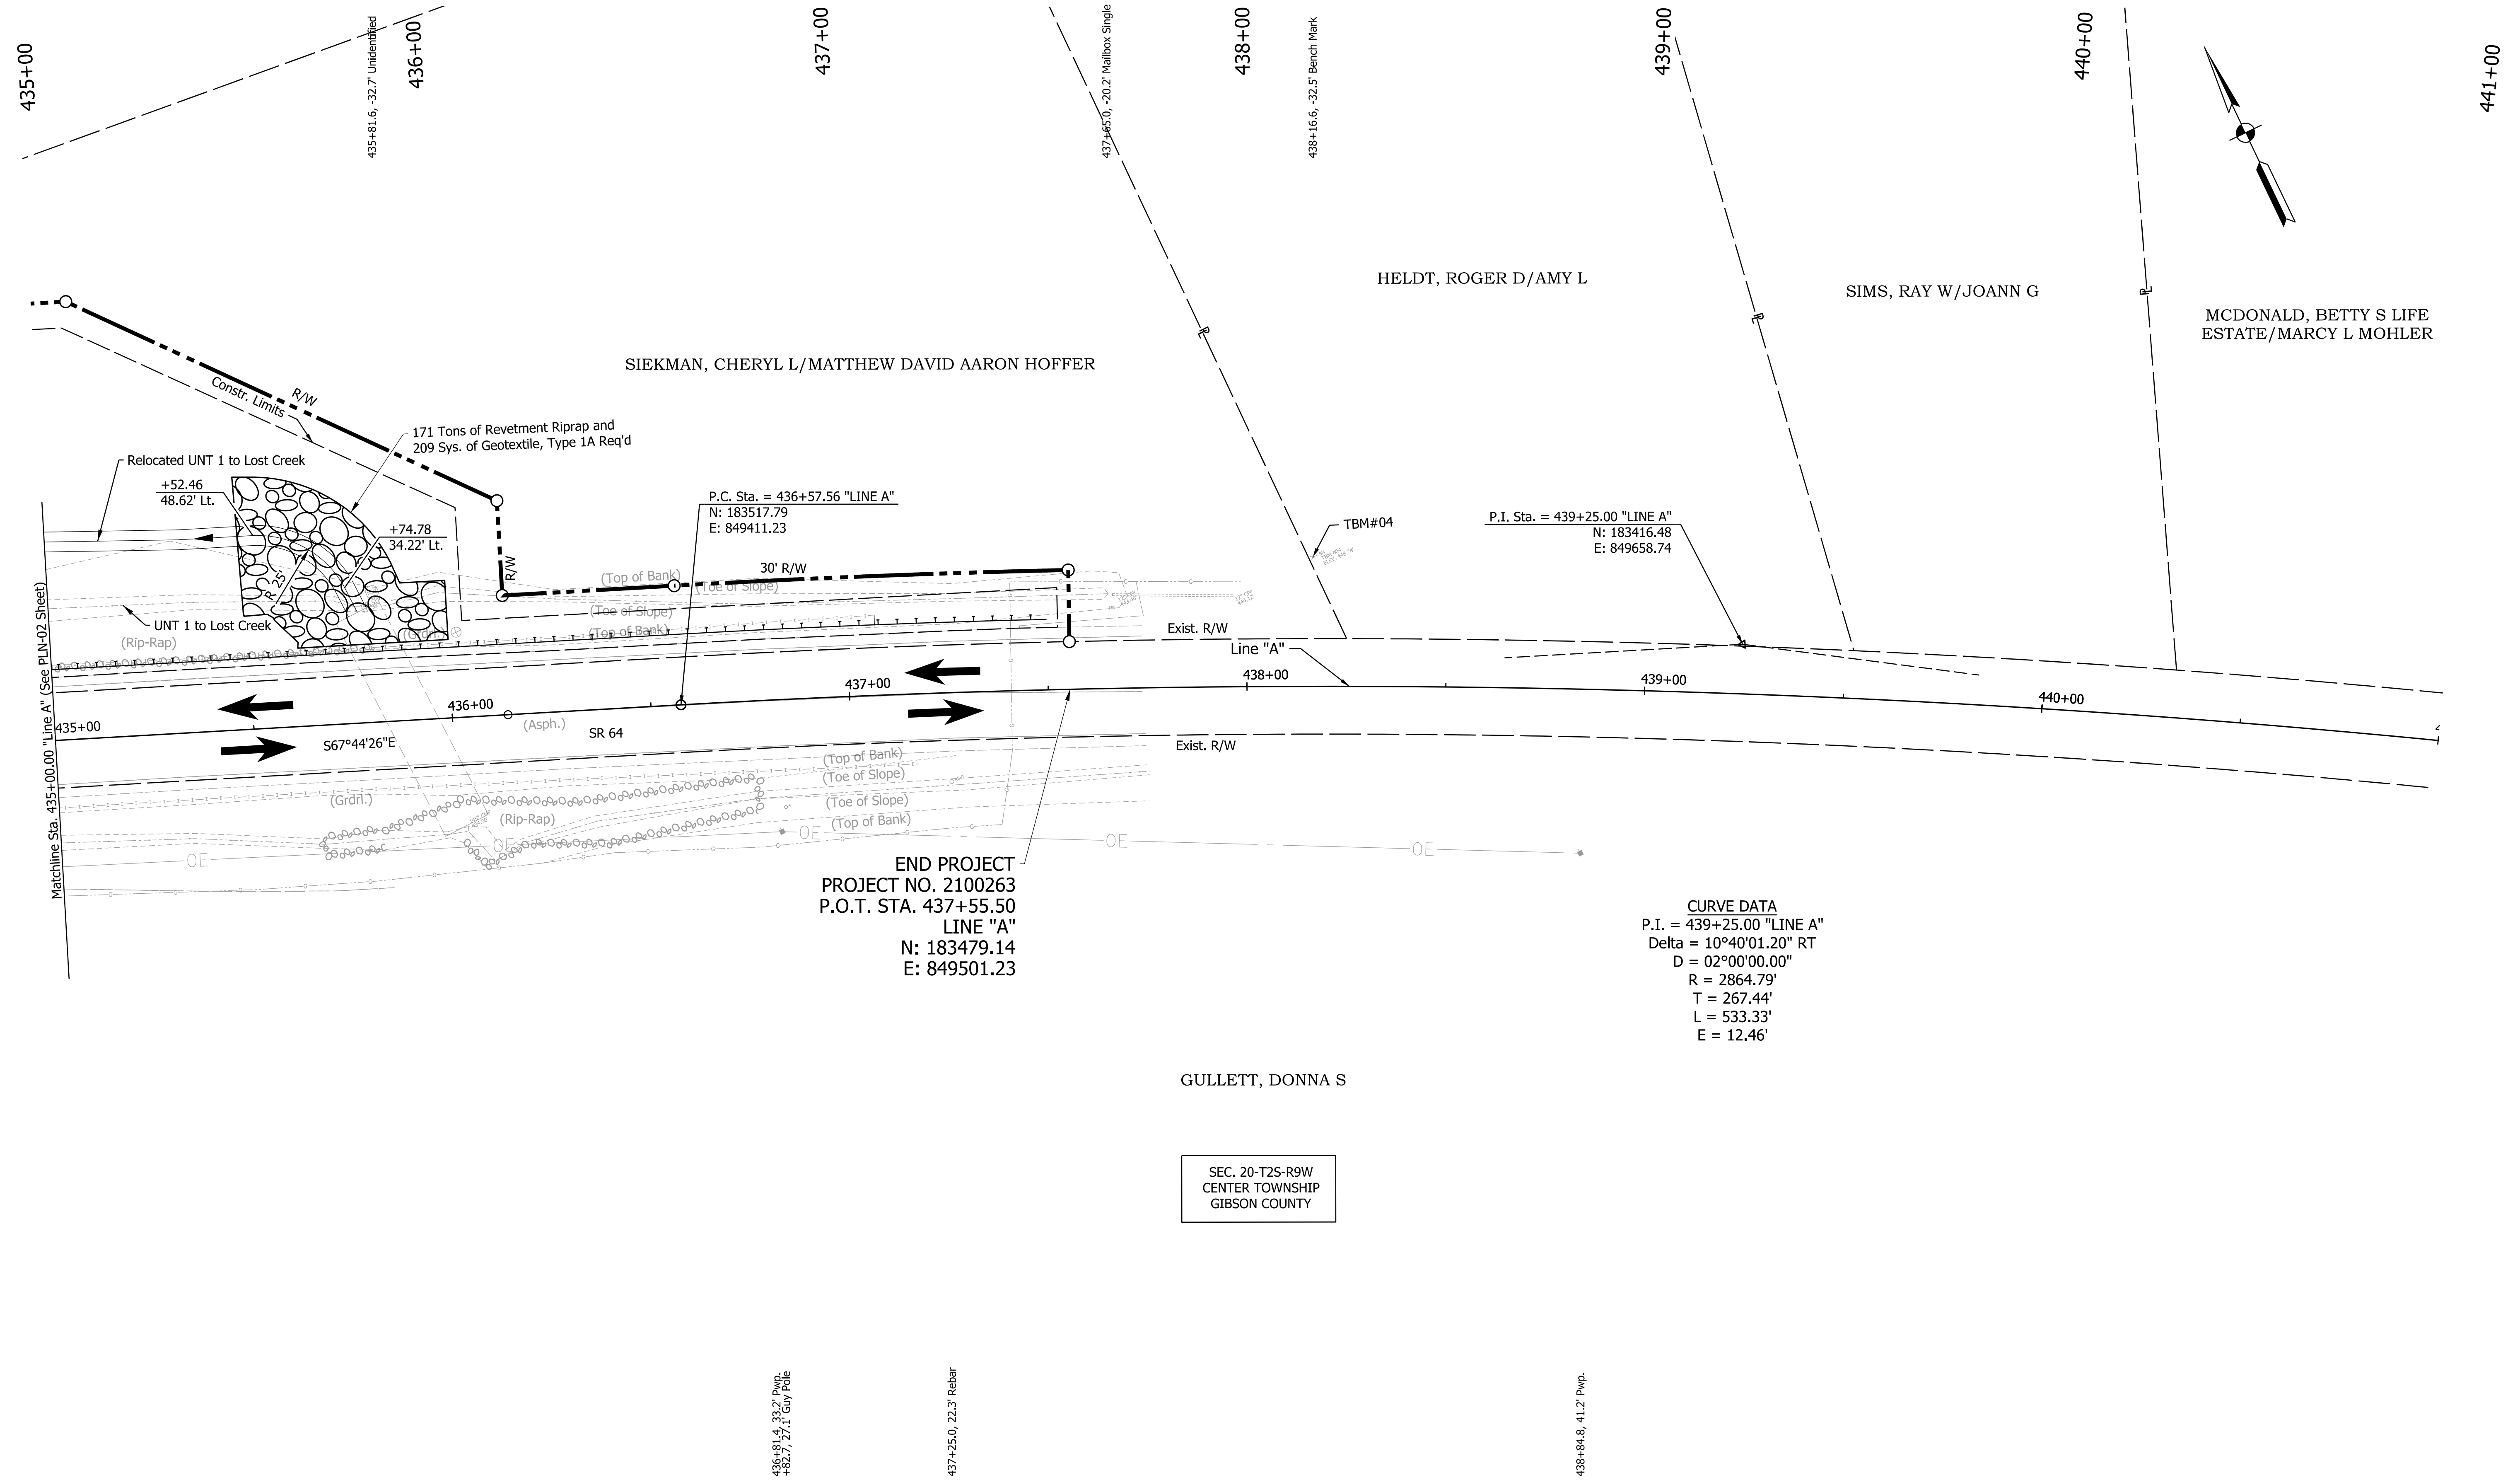 435+00
435+81.6, -32.7' Unidentified
436+00
437+00
437+65.0, -20.2' Mailbox Single
438+00
438+16.6, -32.5' Bench Mark
439+00
440+00
441+00
HELDT, ROGER D/AMY L
SIMS, RAY W/JOANN G
MCDONALD, BETTY S LIFE
ESTATE/MARCY L MOHLER
SIEKMAN, CHERYL L/MATTHEW DAVID AARON HOFFER
PL
PL
PL
Constr. Limits
R/W
171 Tons of Revetment Riprap and
209 Sys. of Geotextile, Type 1A Req'd
Relocated UNT 1 to Lost Creek
+52.46
48.62' Lt.
+74.78
34.22' Lt.
R 25'
P.C. Sta. = 436+57.56 "LINE A"
N: 183517.79
E: 849411.23
TBM#04
P.I. Sta. = 439+25.00 "LINE A"
N: 183416.48
E: 849658.74
R/W
30' R/W
(Top of Bank)
(Toe of Slope)
(Toe of Slope)
(Top of Bank)
(Grdrl.)
UNT 1 to Lost Creek
(Rip-Rap)
Exist. R/W
Line "A"
Matchline Sta. 435+00.00 "Line A" (See PLN-02 Sheet)
435+00
436+00
437+00
438+00
439+00
440+00
S67°44'26"E
(Asph.)
SR 64
Exist. R/W
(Top of Bank)
(Toe of Slope)
(Toe of Slope)
(Top of Bank)
(Grdrl.)
(Rip-Rap)
OE
OE
OE
OE
OE
END PROJECT
PROJECT NO. 2100263
P.O.T. STA. 437+55.50
LINE "A"
N: 183479.14
E: 849501.23
CURVE DATA
P.I. = 439+25.00 "LINE A"
Delta = 10°40'01.20" RT
D = 02°00'00.00"
R = 2864.79'
T = 267.44'
L = 533.33'
E = 12.46'
GULLETT, DONNA S
SEC. 20-T2S-R9W
CENTER TOWNSHIP
GIBSON COUNTY
436+81.4, 33.2' Pwp.
+82.7, 27.1' Guy Pole
437+25.0, 22.3' Rebar
438+84.8, 41.2' Pwp.